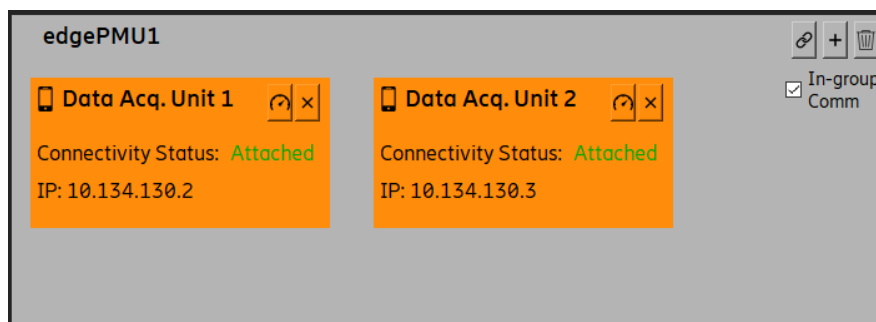 edgePMU1
Data Acq. Unit 1
Connectivity Status: Attached
IP: 10.134.130.2
Data Acq. Unit 2
Connectivity Status: Attached
IP: 10.134.130.3
In-group
Comm